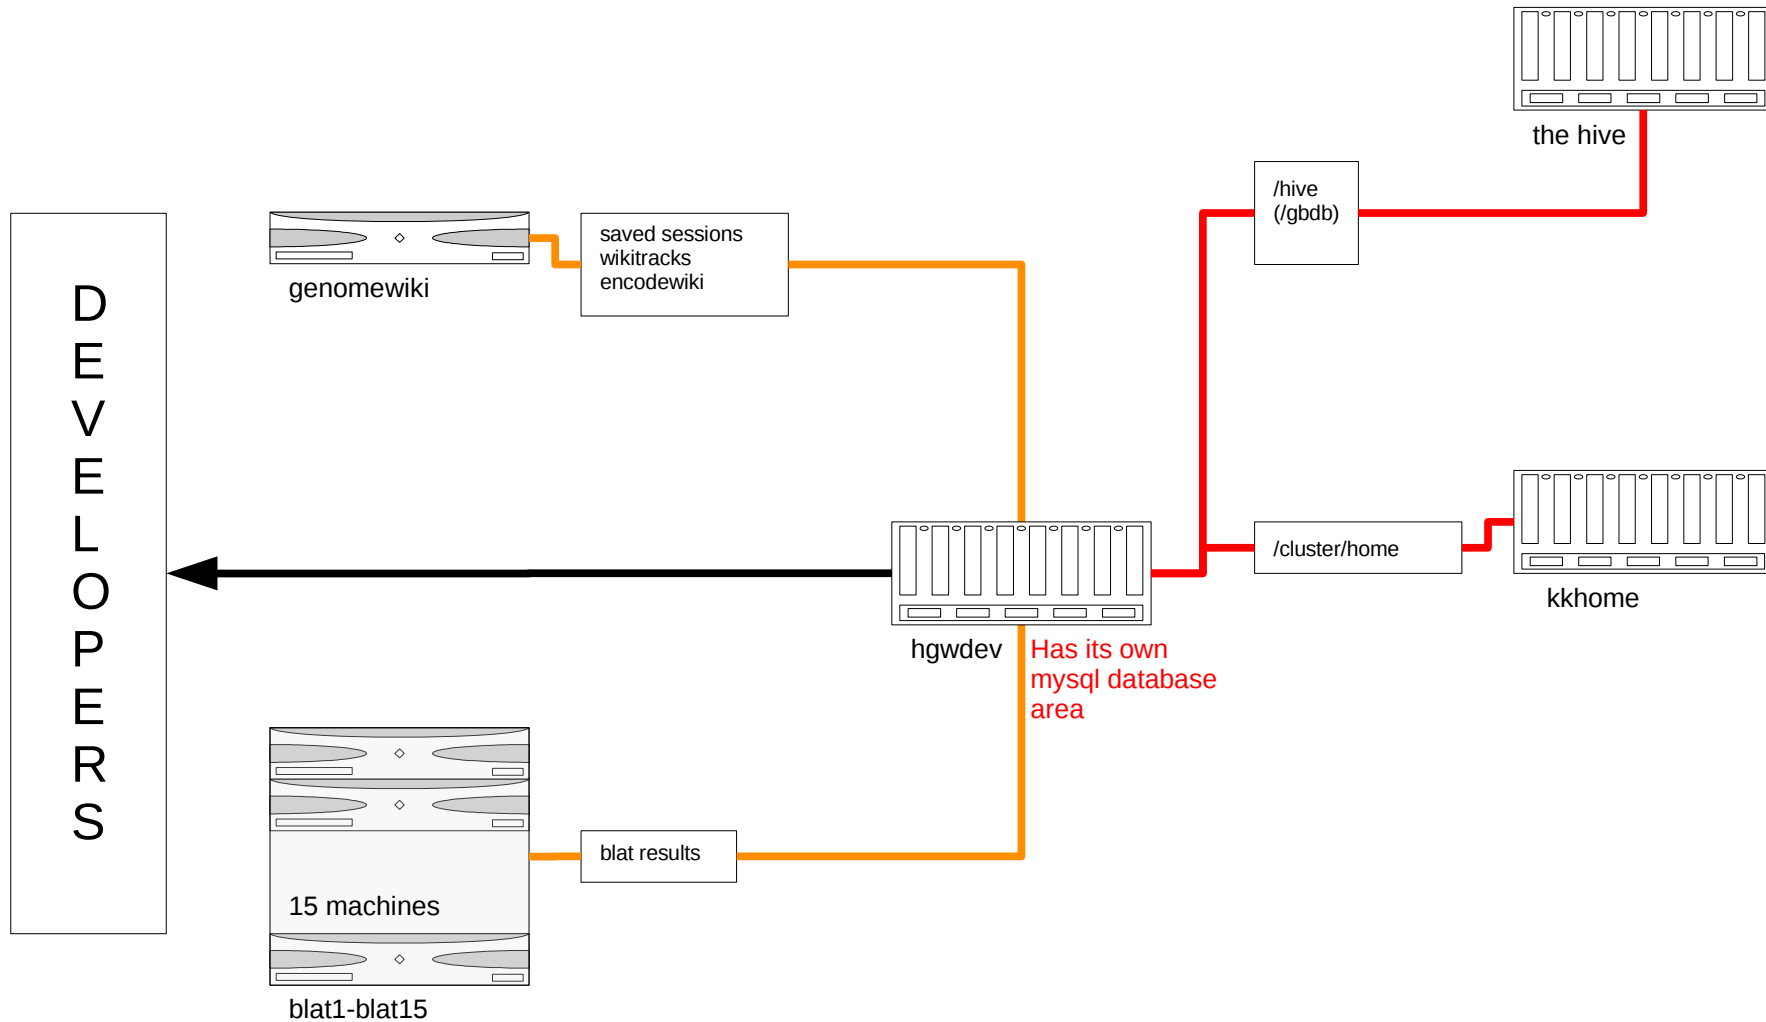 the hive
/hive
(/gbdb)
saved sessions
wikitracks
encodewiki
genomewiki
D
E
V
E
L
O
P
E
R
S
/cluster/home
kkhome
hgwdev
Has its own
mysql database
area
blat results
15 machines
blat1-blat15